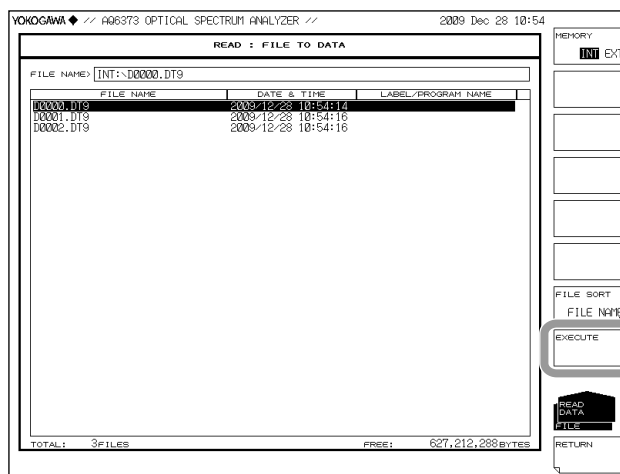 YOKOGAWA ◆ // AQ6373 OPTICAL SPECTRUM ANALYZER // 2009 Dec 28 10:54
READ : FILE TO DATA
FILE NAME> INT:\D0000.DT9
FILE NAME DATE & TIME LABEL/PROGRAM NAME
D0000.DT9 2009/12/28 10:54:14
D0001.DT9 2009/12/28 10:54:16
D0002.DT9 2009/12/28 10:54:16
TOTAL: 3FILES FREE: 627,212,288BYTES
MEMORY
INT EXT
FILE SORT
FILE NAME
EXECUTE
READ
DATA
FILE
RETURN